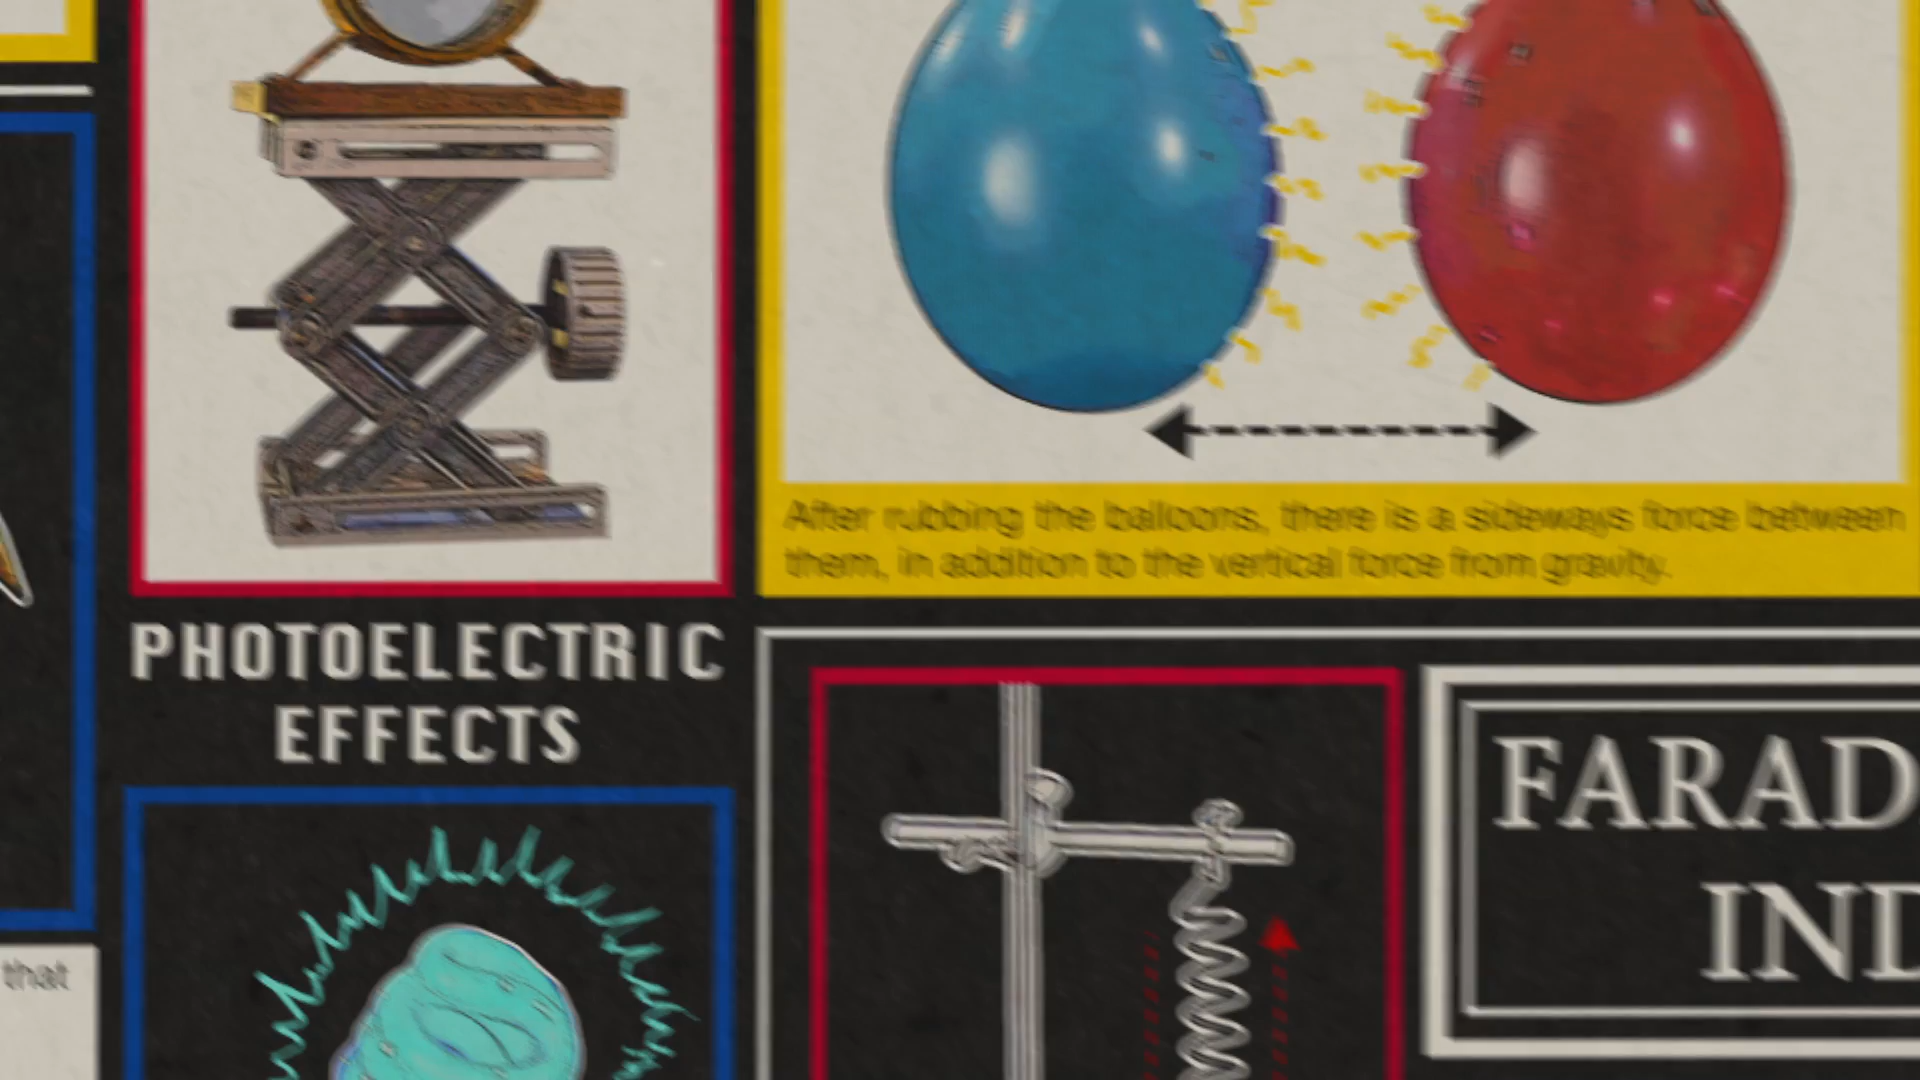 After rubbing the balloons, there is a sideways force between
them, in addition to the vertical force from gravity.
PHOTOELECTRIC
EFFECTS
FARAD
IND
that